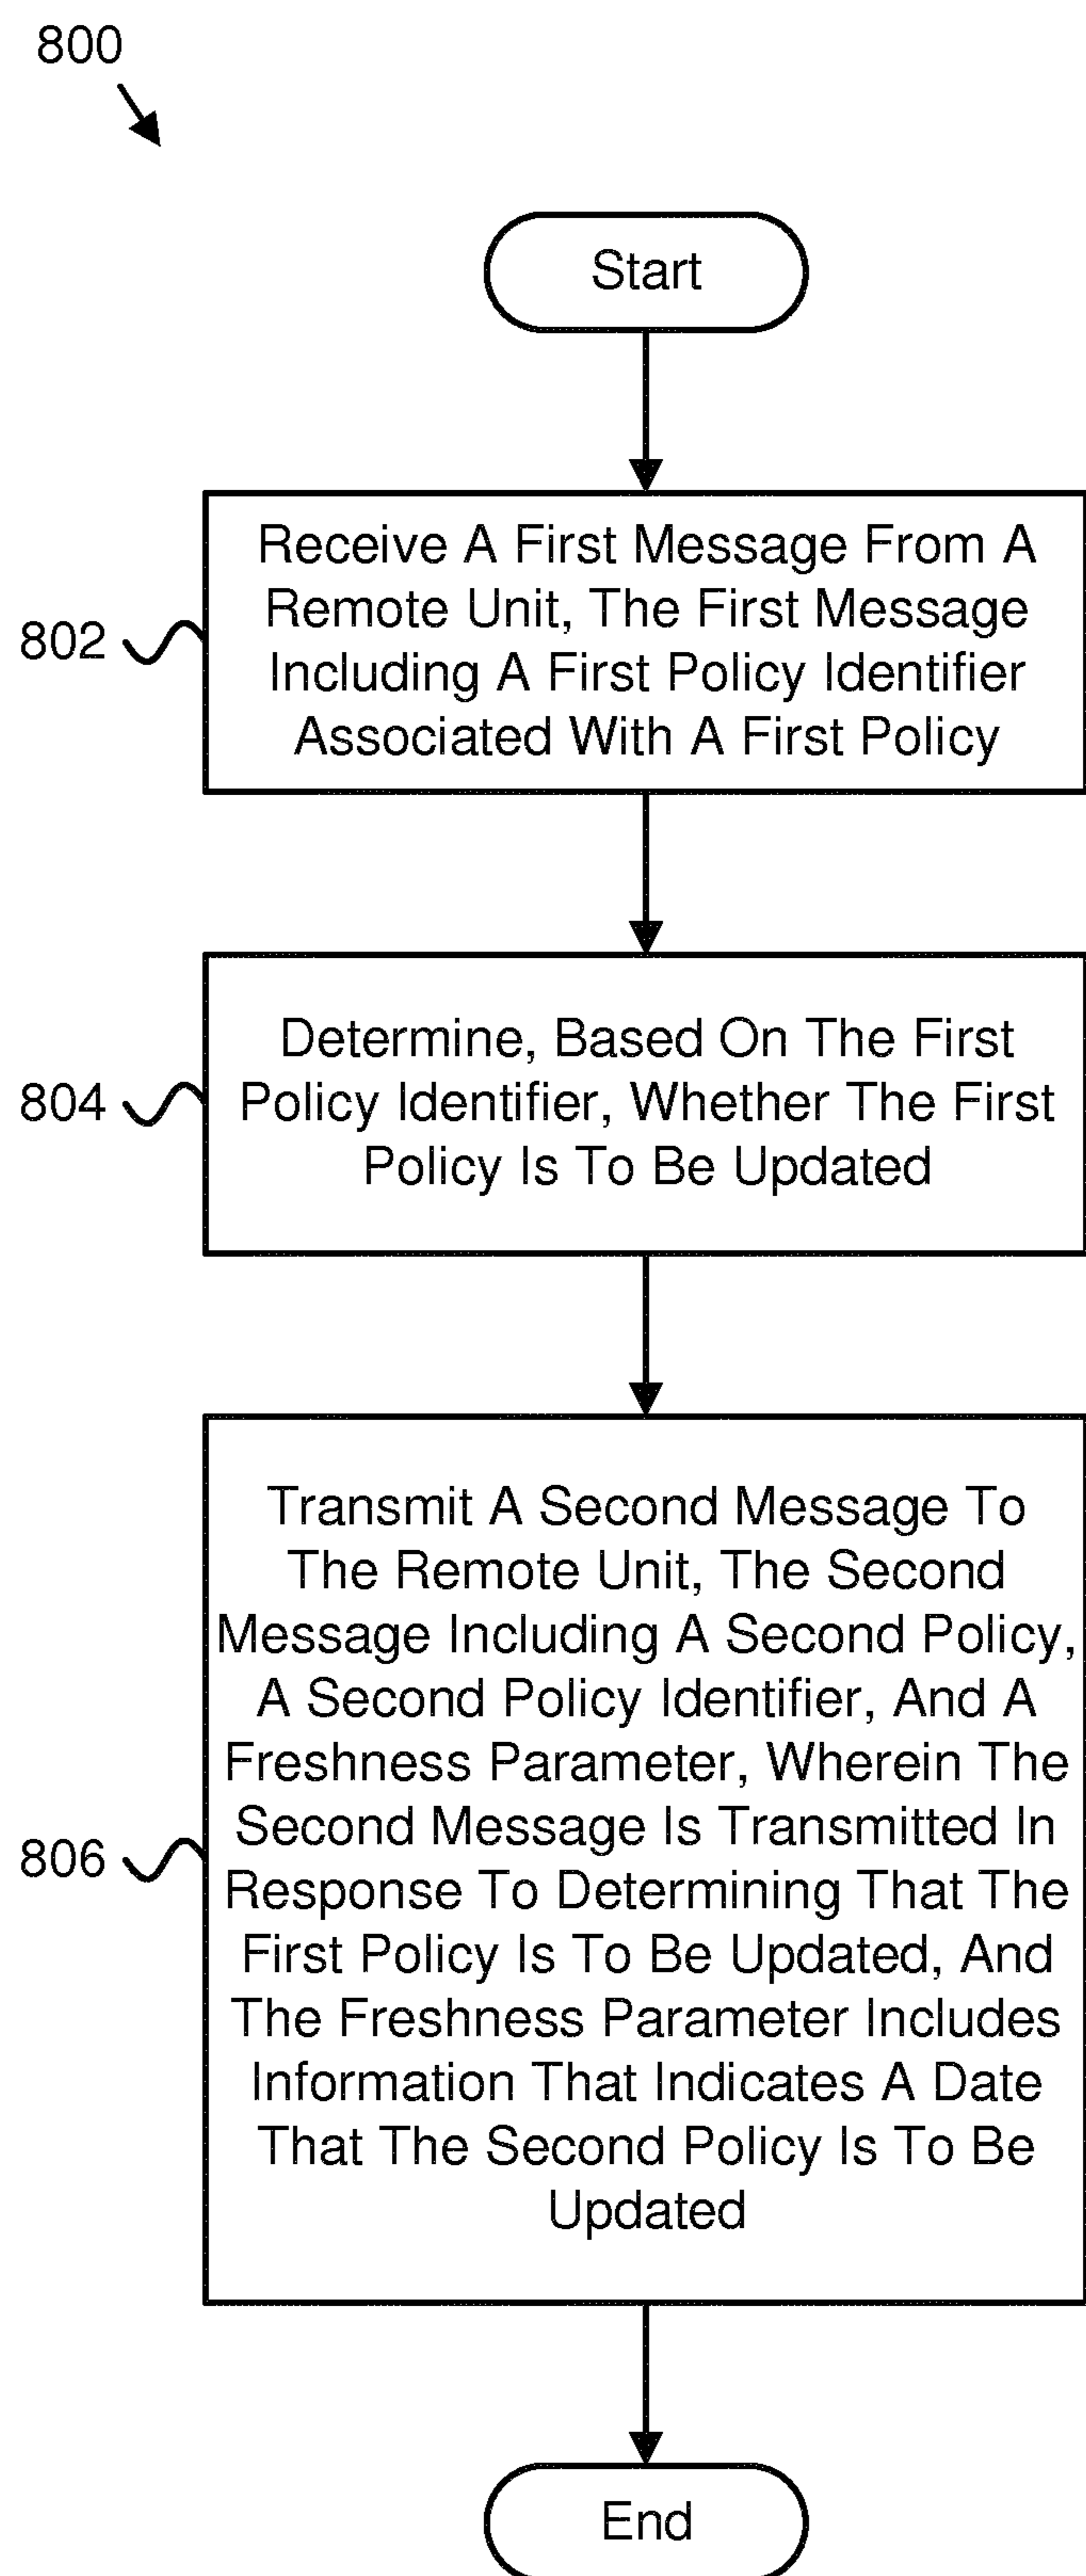 800
Start
802
Receive A First Message From A
Remote Unit, The First Message
Including A First Policy Identifier
Associated With A First Policy
804
Determine, Based On The First
Policy Identifier, Whether The First
Policy Is To Be Updated
806
Transmit A Second Message To
The Remote Unit, The Second
Message Including A Second Policy,
A Second Policy Identifier, And A
Freshness Parameter, Wherein The
Second Message Is Transmitted In
Response To Determining That The
First Policy Is To Be Updated, And
The Freshness Parameter Includes
Information That Indicates A Date
That The Second Policy Is To Be
Updated
End